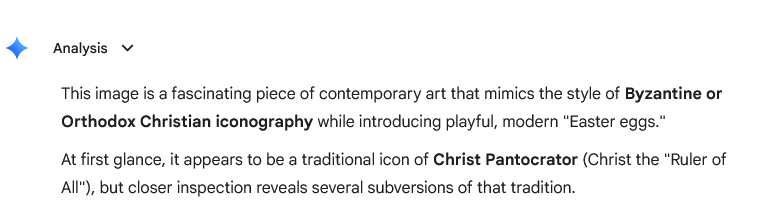 Analysis
This image is a fascinating piece of contemporary art that mimics the style of Byzantine or
Orthodox Christian iconography while introducing playful, modern "Easter eggs."
At first glance, it appears to be a traditional icon of Christ Pantocrator (Christ the "Ruler of
All"), but closer inspection reveals several subversions of that tradition.